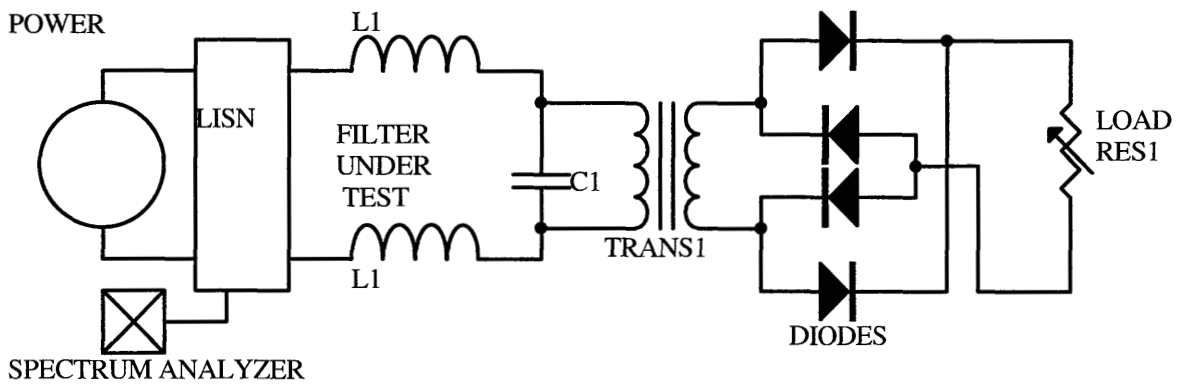 POWER
L1
LISN
FILTER
UNDER
TEST
C1
L1
TRANS1
LOAD
RES1
DIODES
SPECTRUM ANALYZER